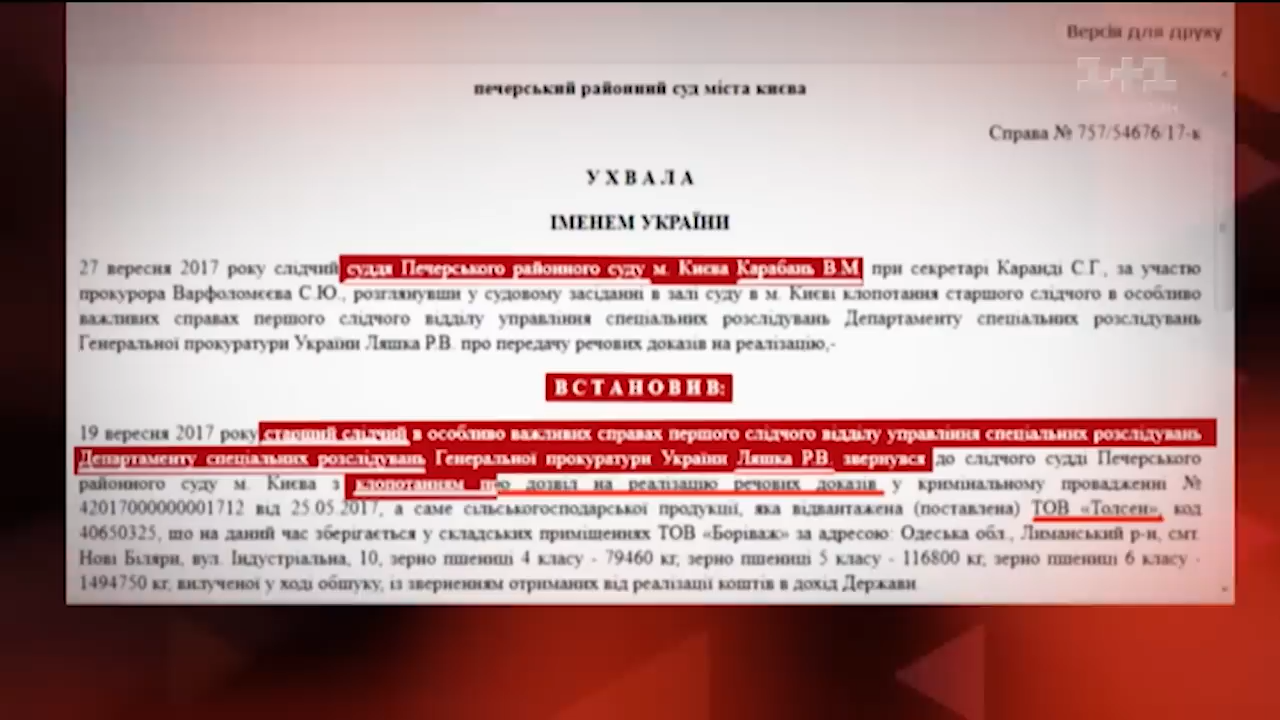 Версія для друку
1+1
печерський районний суд міста києва
Справа № 757/54676/17-к
У Х В А Л А
ІМЕНЕМ УКРАЇНИ
27 вересня 2017 року слідчий суддя Печерського районного суду м. Києва Карабань В.М. при секретарі Каранді С.Г., за участю
прокурора Варфоломєєва С.Ю., розглянувши у судовому засіданні в залі суду в м. Києві клопотання старшого слідчого в особливо
важливих справах першого слідчого відділу управління спеціальних розслідувань Департаменту спеціальних розслідувань
Генеральної прокуратури України Ляшка Р.В. про передачу речових доказів на реалізацію,-
В С Т А Н О В И В:
19 вересня 2017 року старший слідчий в особливо важливих справах першого слідчого відділу управління спеціальних розслідувань
Департаменту спеціальних розслідувань Генеральної прокуратури України Ляшка Р.В. звернувся до слідчого судді Печерського
районного суду м. Києва з клопотанням про дозвіл на реалізацію речових доказів у кримінальному провадженні №
42017000000001712 від 25.05.2017, а саме сільськогосподарської продукції, яка відвантажена (поставлена) ТОВ «Толсен», код
40650325, що на даний час зберігається у складських приміщеннях ТОВ «Боріваж» за адресою: Одеська обл., Лиманський р-н, смт.
Нові Біляри, вул. Індустріальна, 10, зерно пшениці 4 класу - 79460 кг, зерно пшениці 5 класу - 116800 кг, зерно пшениці 6 класу -
1494750 кг, вилученої у ході обшуку, із зверненням отриманих від реалізації коштів в дохід Держави.